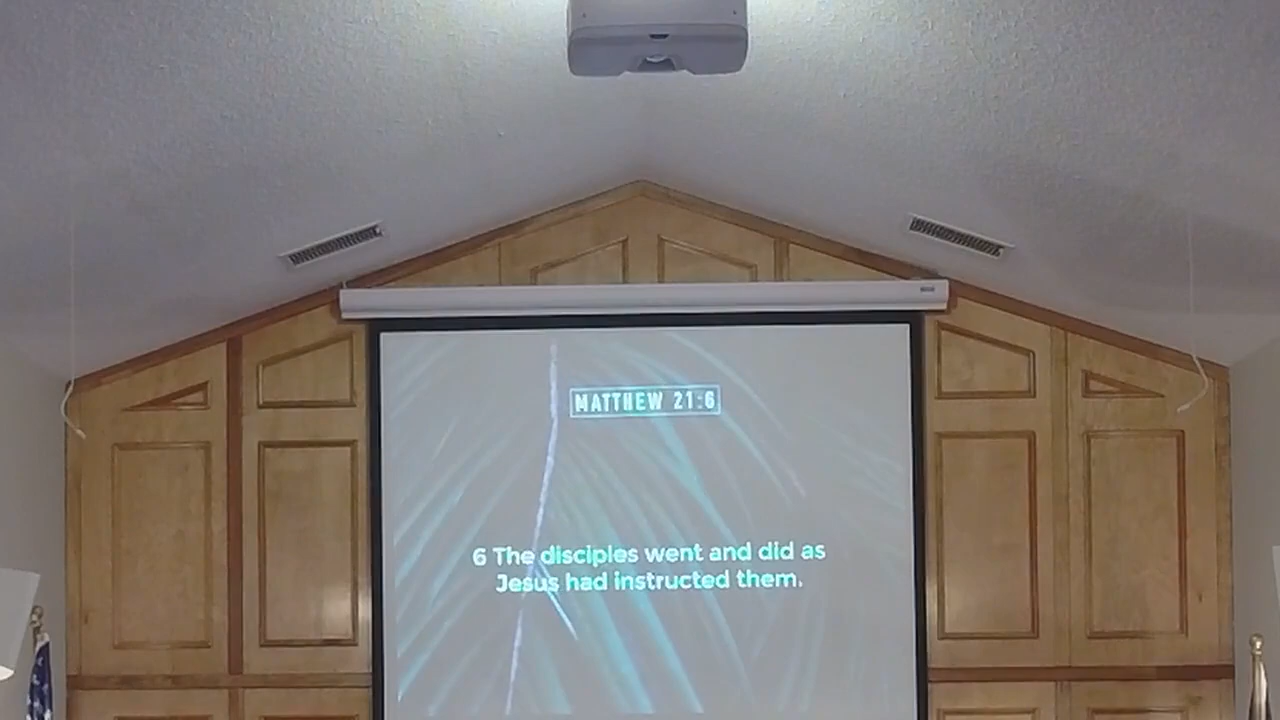 MATTHEW 21:6
6 The disciples went and did as
Jesus had instructed them.